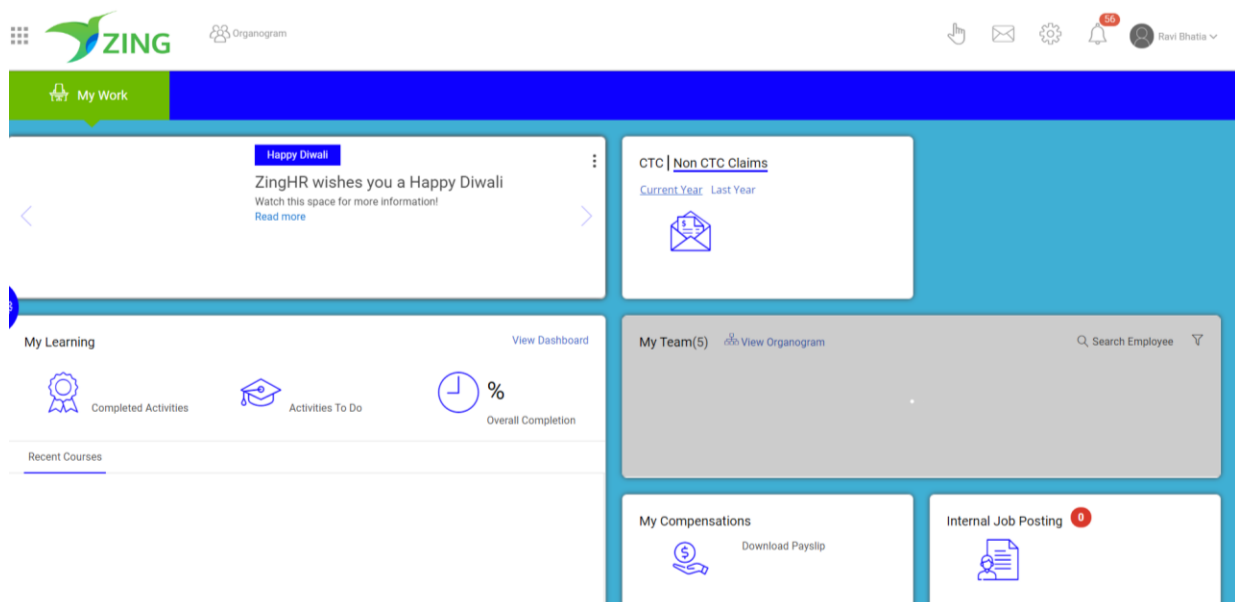 ZING
Organogram
56
Ravi Bhatia
My Work
Happy Diwali
ZingHR wishes you a Happy Diwali
Watch this space for more information!
Read more
CTC | Non CTC Claims
Current Year Last Year
$
My Learning
View Dashboard
Completed Activities
Activities To Do
%
Overall Completion
Recent Courses
My Team(5)
View Organogram
Search Employee
My Compensations
$
Download Payslip
Internal Job Posting
0